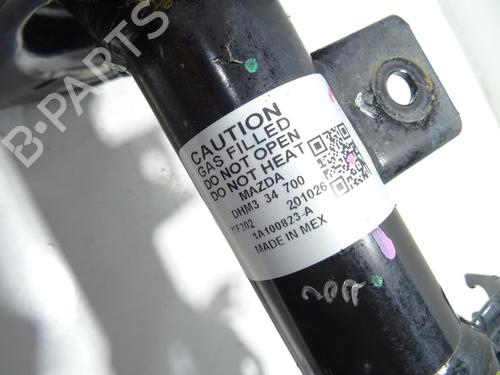 CAUTION
GAS FILLED
DO NOT OPEN
DO NOT HEAT
MAZDA
DHM3 34 700
201026
1A100823-A
MADE IN MEX
B-PARTS